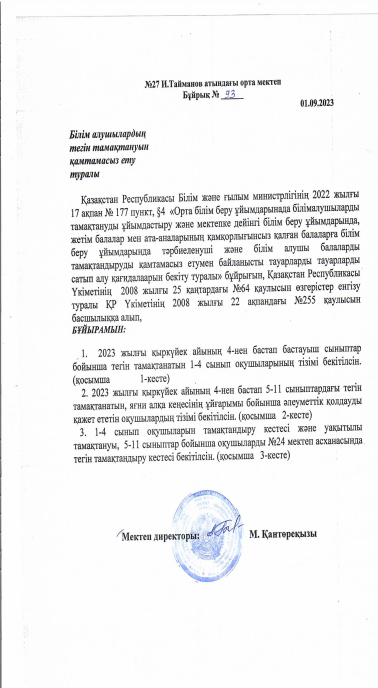 №27 И.Тайманов атындағы орта мектеп
Бұйрық № 93
01.09.2023
Білім алушылардың
тегін тамақтануын
қамтамасыз ету
туралы
Қазақстан Республикасы Білім және ғылым министрлігінің 2022 жылғы
17 ақпан № 177 пункт, §4 «Орта білім беру ұйымдарынада білімалушыларды
тамақтануды ұйымдастыру және мектепке дейінгі білім беру ұйымдарында,
жетім балалар мен ата-аналарының қамқорлығынсыз қалған балаларға білім
беру ұйымдарында тәрбиеленуші және білім алушы балаларды
тамақтандыруды қамтамасыз етумен байланысты тауарларды тауарларды
сатып алу қағидалаарын бекіту туралы» бұйрығын, Қазақстан Республикасы
Үкіметінің 2008 жылғы 25 қаңтардағы №64 қаулысын өзгерістер енгізу
туралы ҚР Үкіметінің 2008 жылғы 22 ақпандағы №255 қаулысын
басшылыққа алып,
БҰЙЫРАМЫН:
1. 2023 жылғы қыркүйек айының 4-нен бастап бастауыш сыныптар
бойынша тегін тамақтанатын 1-4 сынып оқушыларының тізімі бекітілсін.
(қосымша 1-кесте)
2. 2023 жылғы қыркүйек айының 4-нен бастап 5-11 сыныптардағы тегін
тамақтанатын, яғни алқа кеңесінің ұйғарымы бойынша әлеуметтік қолдауды
қажет ететін оқушылардың тізімі бекітілсін. (қосымша 2-кесте)
3. 1-4 сынып оқушыларын тамақтандыру кестесі және уақытылы
тамақтануы, 5-11 сыныптар бойынша оқушыларды №24 мектеп асханасында
тегін тамақтандыру кестесі бекітілсін. (қосымша 3-кесте)
Мектеп директоры: М. Қантөреқызы